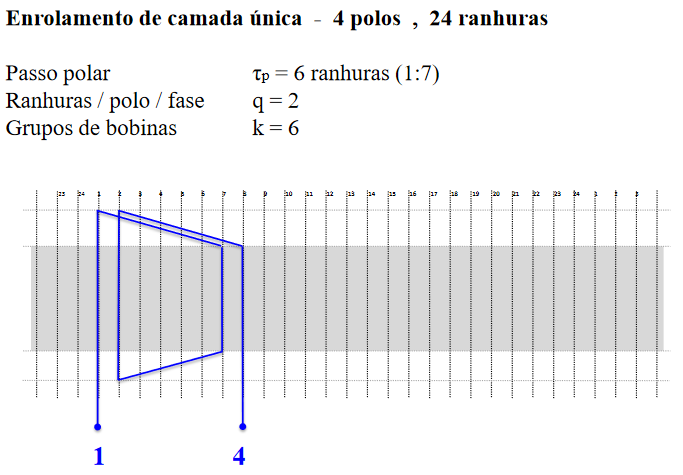 Enrolamento de camada única - 4 polos , 24 ranhuras
Passo polar τp = 6 ranhuras (1:7)
Ranhuras / polo / fase q = 2
Grupos de bobinas k = 6
23 24 1 2 3 4 5 6 7 8 9 10 11 12 13 14 15 16 17 18 19 20 21 22 23 24 1 2 3
1 4